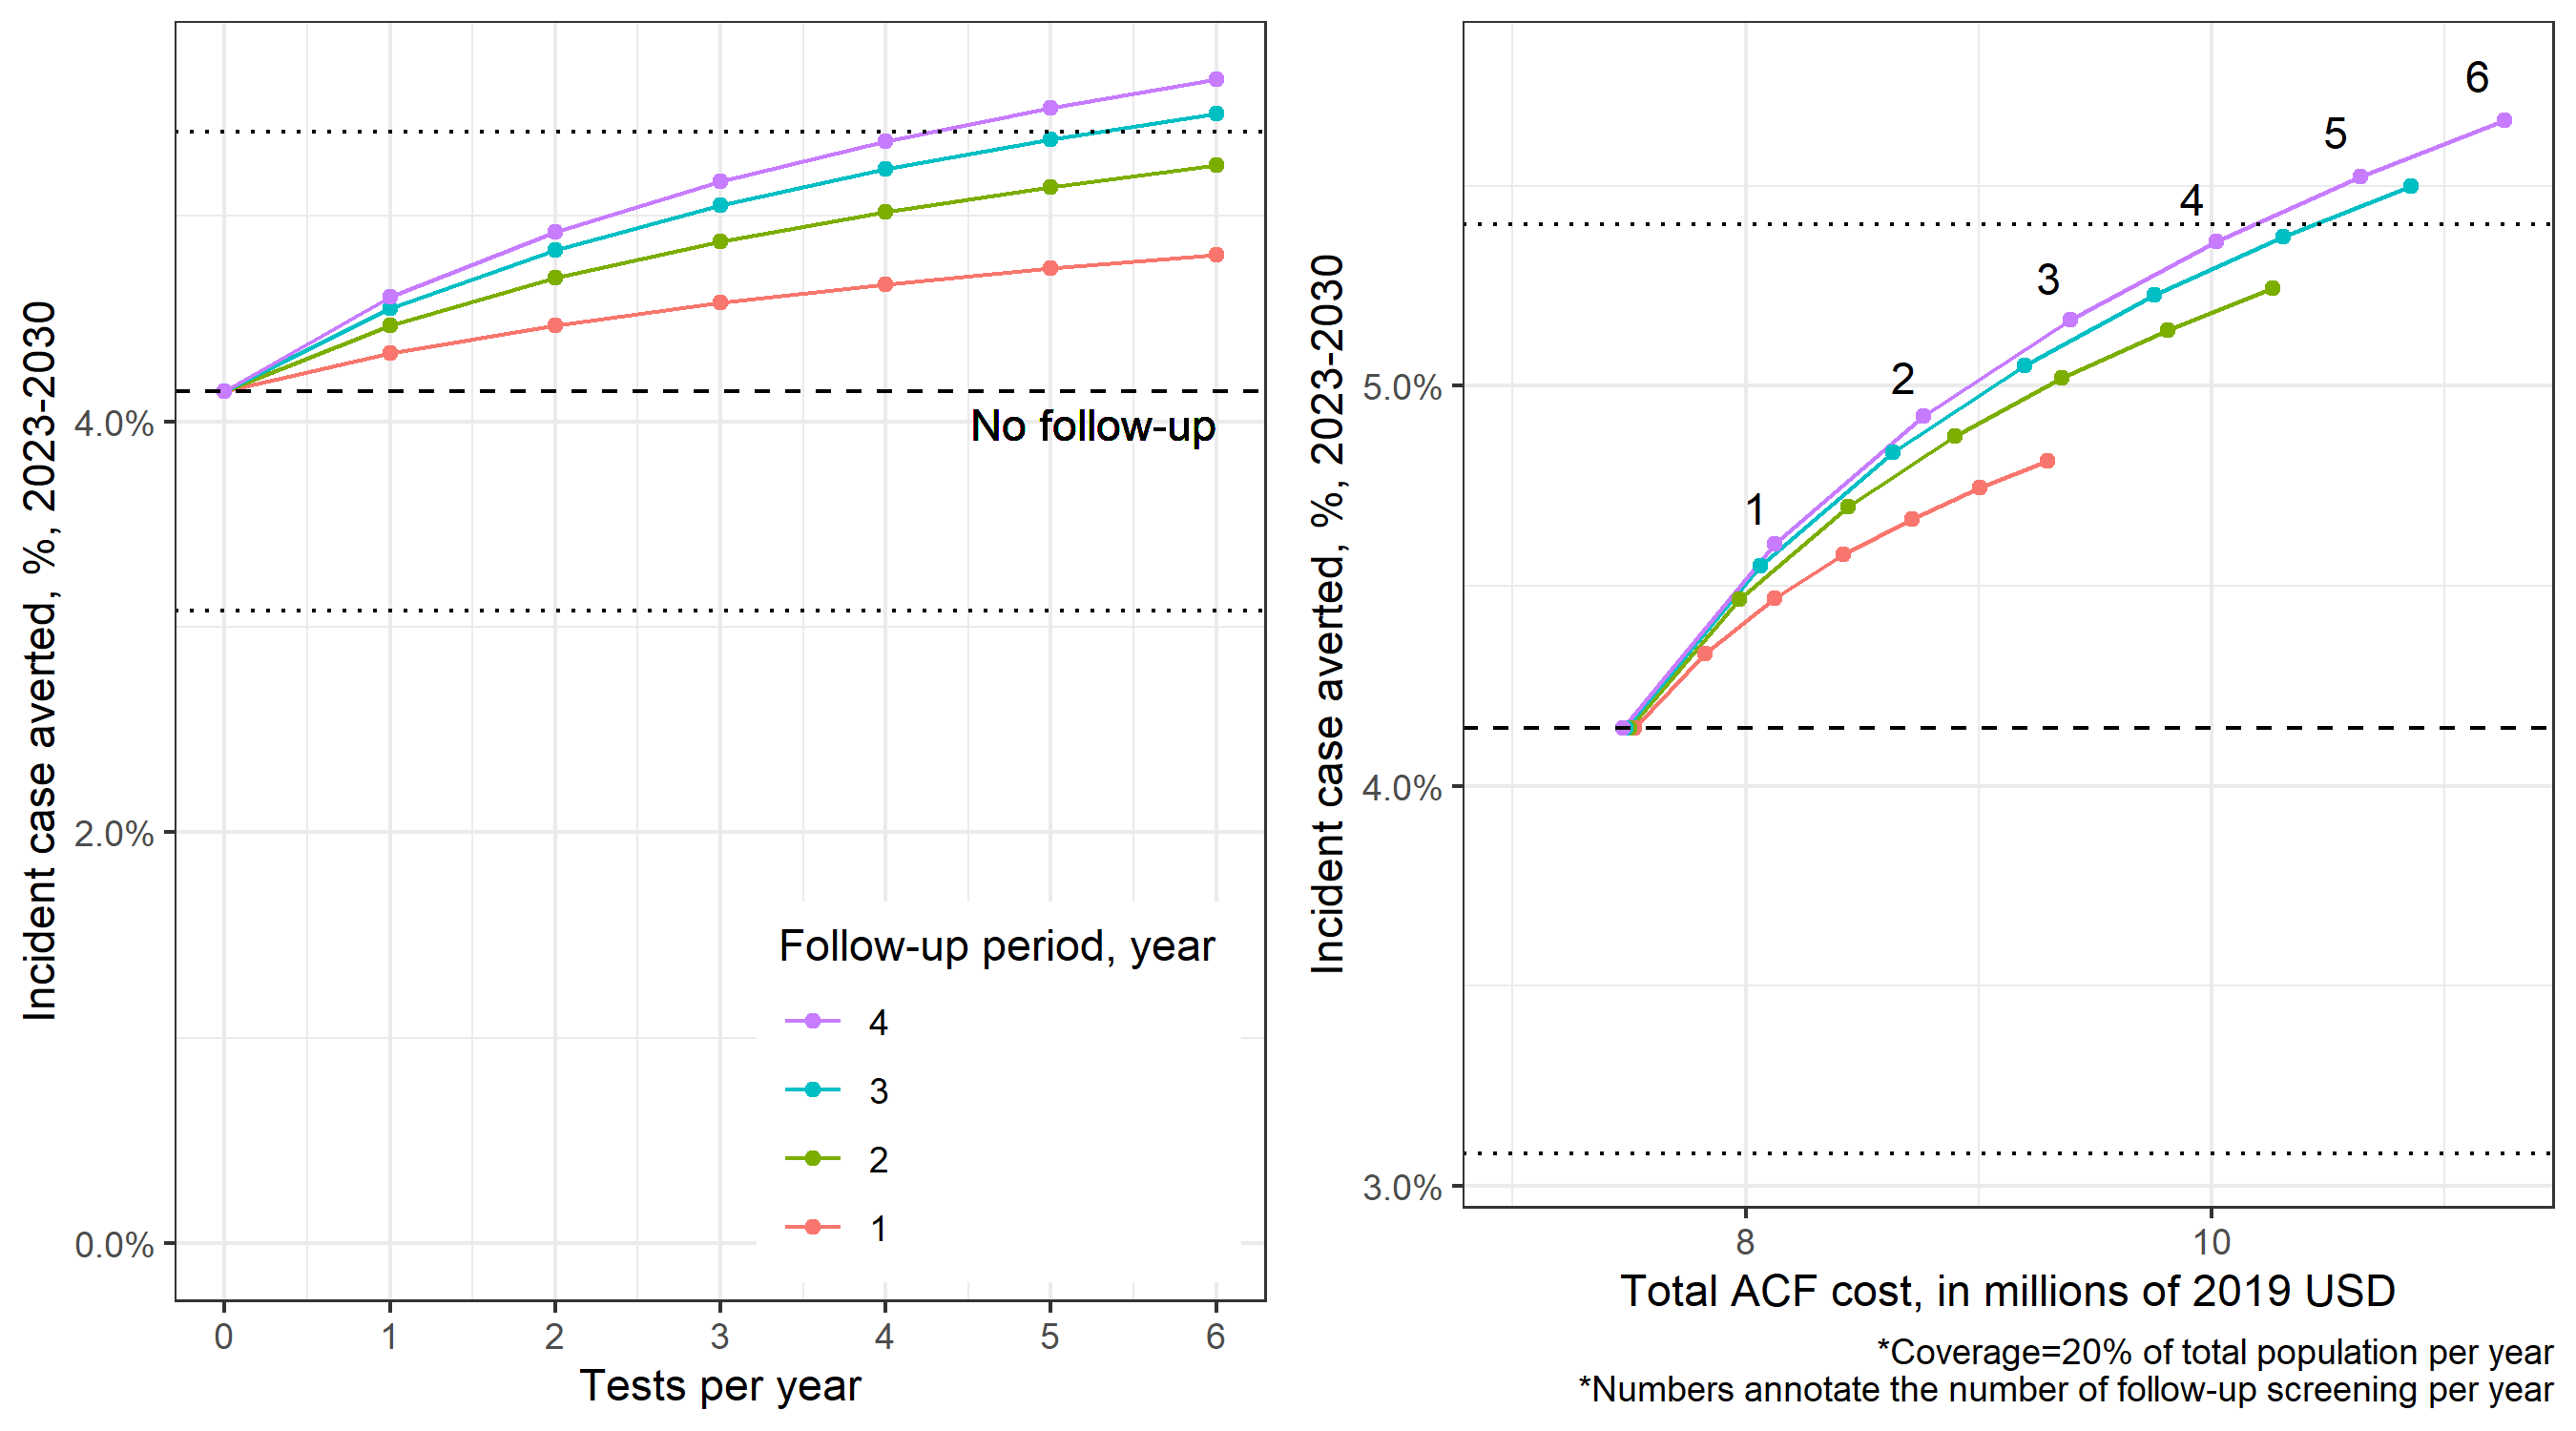 Incident case averted, %, 2023-2030
4.0%
2.0%
0.0%
No follow-up
Follow-up period, year
4
3
2
1
0 1 2 3 4 5 6
Tests per year
Incident case averted, %, 2023-2030
5.0%
4.0%
3.0%
1
2
3
4
5
6
8 10
Total ACF cost, in millions of 2019 USD
*Coverage=20% of total population per year
*Numbers annotate the number of follow-up screening per year